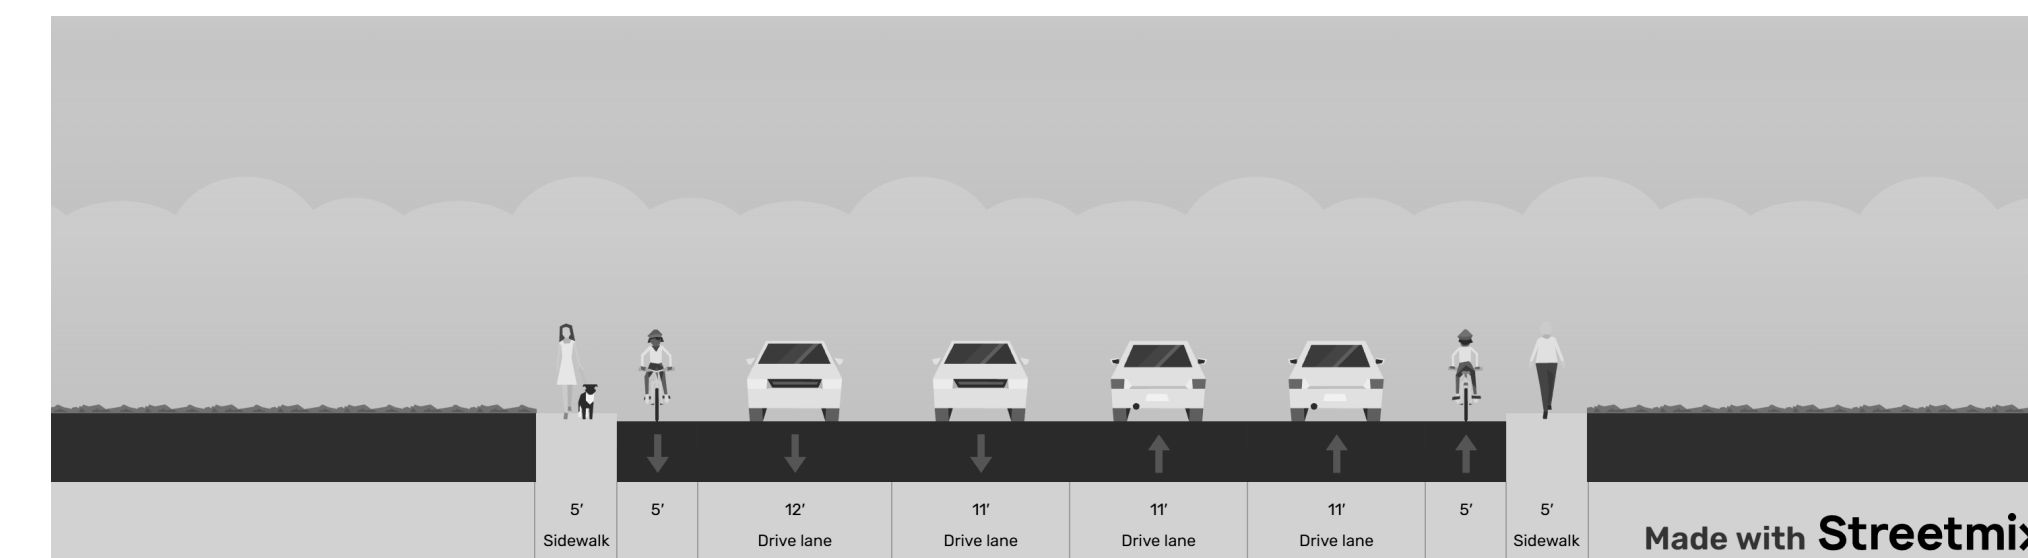 5′ 5′ 12′ 11′ 11′ 11′ 5′ 5′
Sidewalk Drive lane Drive lane Drive lane Drive lane Sidewalk
Made with Streetmix